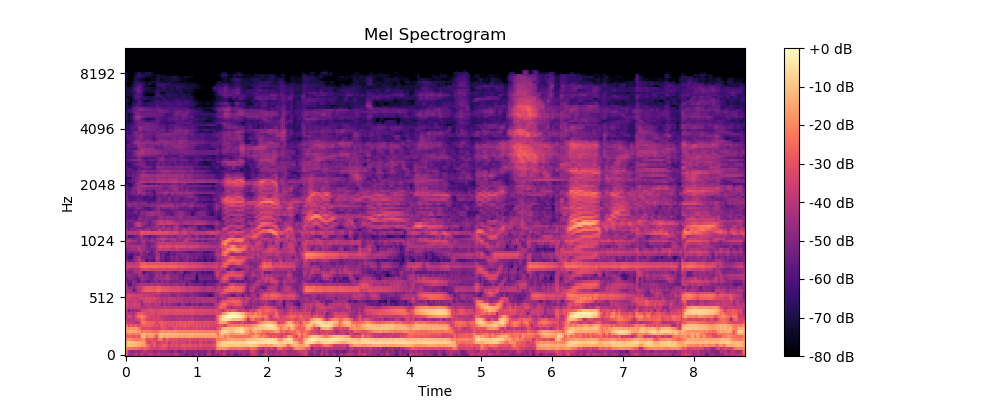 Mel Spectrogram
8192
4096
2048
1024
512
0
Hz
0 1 2 3 4 5 6 7 8
Time
+0 dB
-10 dB
-20 dB
-30 dB
-40 dB
-50 dB
-60 dB
-70 dB
-80 dB